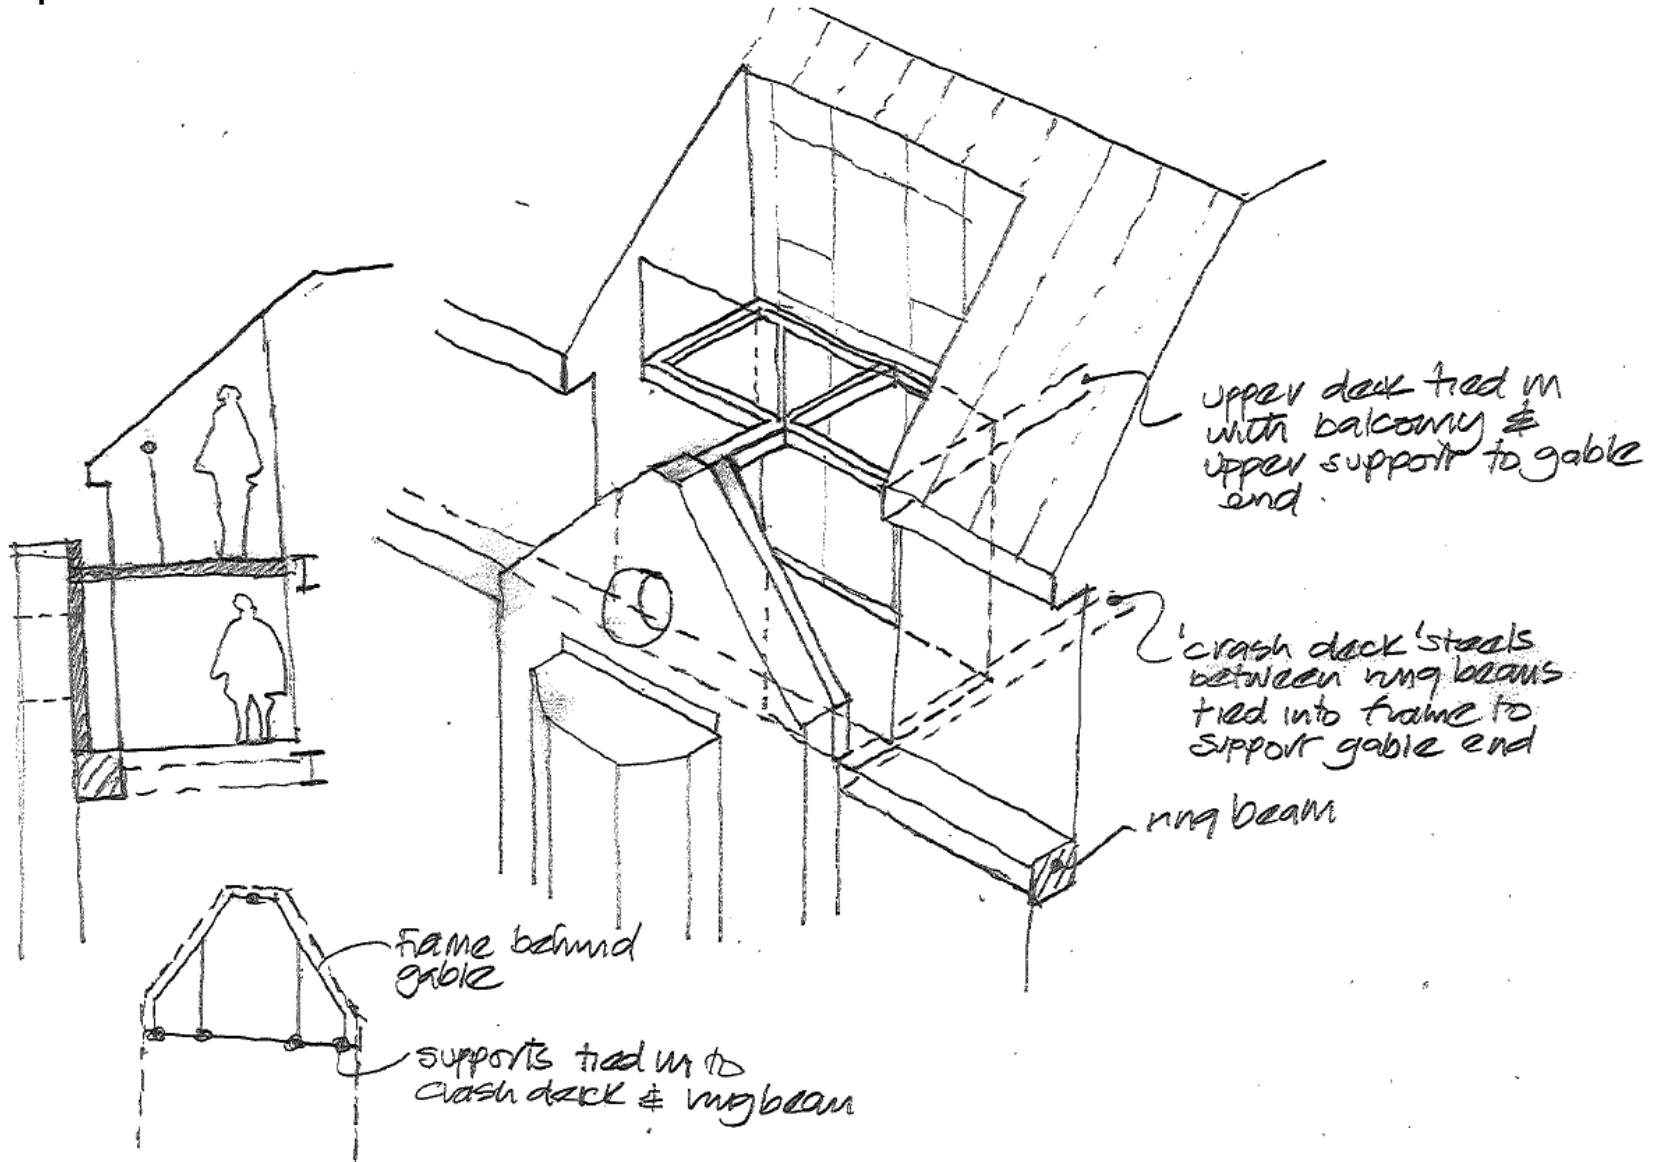 upper deck tied in
with balcony &
upper support to gable
end.
'crash deck' steels
between ring beams
tied into frame to
support gable end
ring beam
Frame behind
gable
supports tied in to
crash deck & ring beam